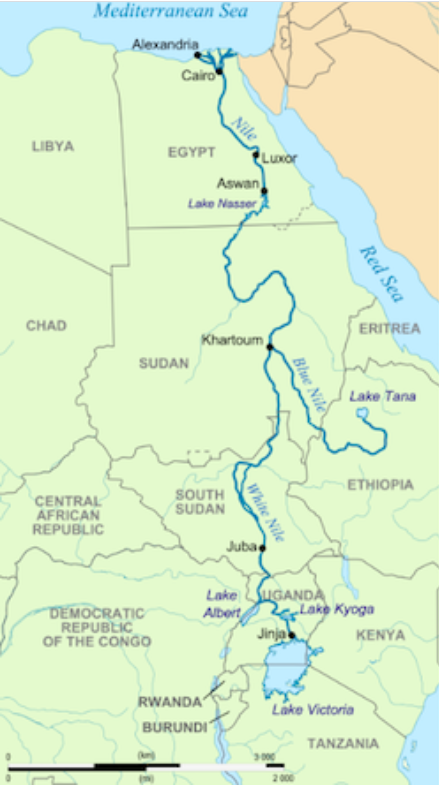 Mediterranean Sea
Alexandria
Cairo
LIBYA
EGYPT
Nile
Luxor
Aswan
Lake Nasser
Red Sea
CHAD
SUDAN
Khartoum
ERITREA
Blue Nile
Lake Tana
ETHIOPIA
CENTRAL
AFRICAN
REPUBLIC
SOUTH
SUDAN
White Nile
Juba
Lake
Albert
UGANDA
Lake Kyoga
Jinja
KENYA
DEMOCRATIC
REPUBLIC
OF THE CONGO
RWANDA
BURUNDI
Lake Victoria
TANZANIA
0 (km) 3 000
0 (mi) 2 000